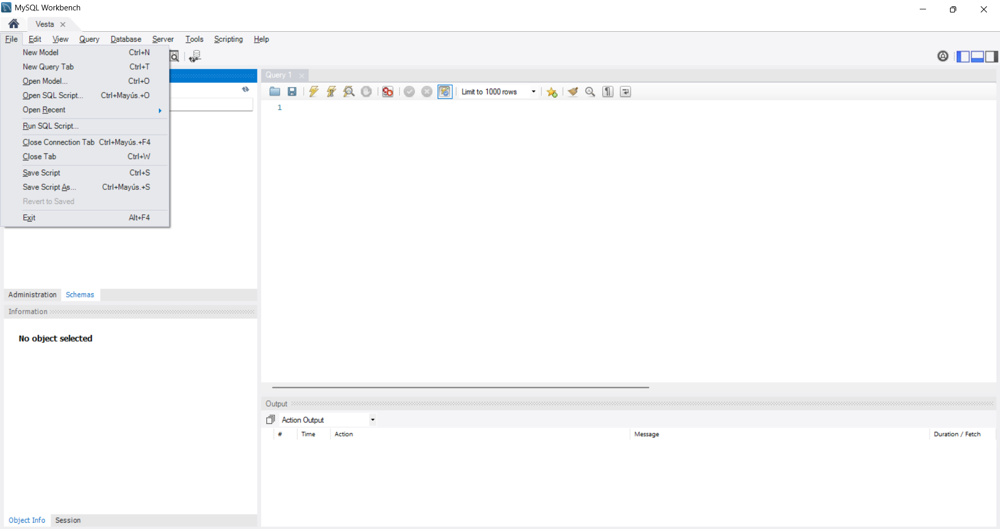 MySQL Workbench
Vesta
File Edit View Query Database Server Tools Scripting Help
New Model Ctrl+N
New Query Tab Ctrl+T
Open Model... Ctrl+O
Open SQL Script... Ctrl+Mayús.+O
Open Recent
Run SQL Script...
Close Connection Tab Ctrl+Mayús.+F4
Close Tab Ctrl+W
Save Script Ctrl+S
Save Script As... Ctrl+Mayús.+S
Revert to Saved
Exit Alt+F4
Administration Schemas
Information
No object selected
Object Info Session
Query 1
Limit to 1000 rows
1
Output
Action Output
# Time Action Message Duration / Fetch